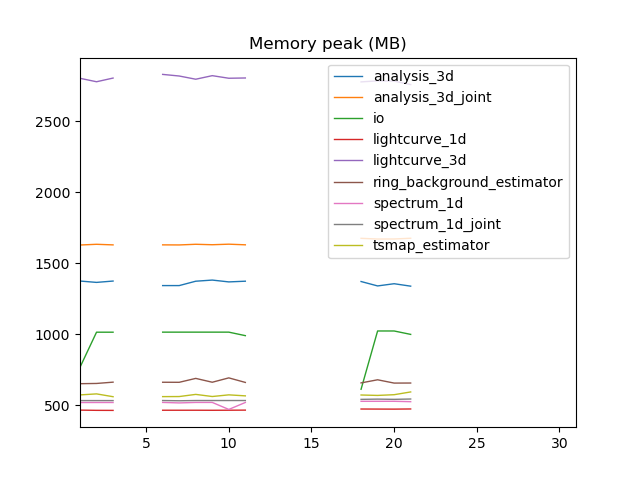 Memory peak (MB)
2500
2000
1500
1000
500
analysis_3d
analysis_3d_joint
io
lightcurve_1d
lightcurve_3d
ring_background_estimator
spectrum_1d
spectrum_1d_joint
tsmap_estimator
5 10 15 20 25 30